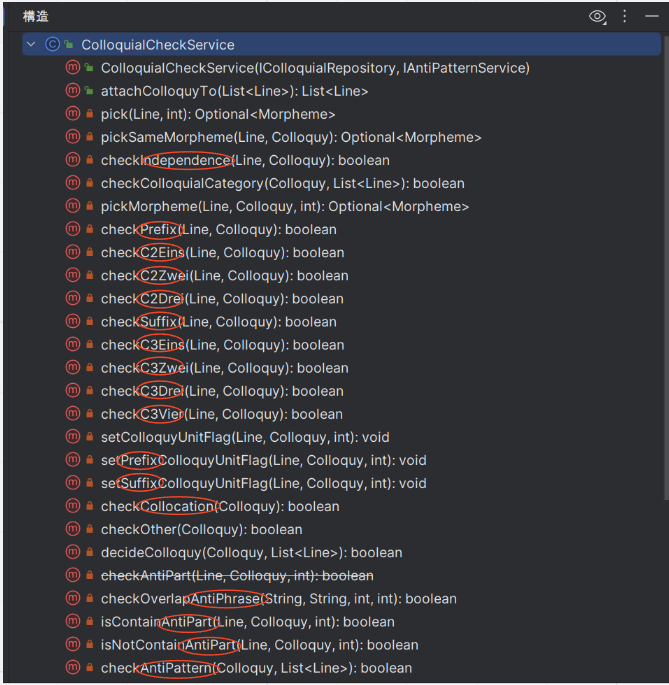 構造
ColloquialCheckService
ColloquialCheckService(IColloquialRepository, IAntiPatternService)
attachColloquyTo(List<Line>): List<Line>
pick(Line, int): Optional<Morpheme>
pickSameMorpheme(Line, Colloquy): Optional<Morpheme>
checkIndependence(Line, Colloquy): boolean
checkColloquialCategory(Colloquy, List<Line>): boolean
pickMorpheme(Line, Colloquy, int): Optional<Morpheme>
checkPrefix(Line, Colloquy): boolean
checkC2Eins(Line, Colloquy): boolean
checkC2Zwei(Line, Colloquy): boolean
checkC2Drei(Line, Colloquy): boolean
checkSuffix(Line, Colloquy): boolean
checkC3Eins(Line, Colloquy): boolean
checkC3Zwei(Line, Colloquy): boolean
checkC3Drei(Line, Colloquy): boolean
checkC3Vier(Line, Colloquy): boolean
setColloquyUnitFlag(Line, Colloquy, int): void
setPrefixColloquyUnitFlag(Line, Colloquy, int): void
setSuffixColloquyUnitFlag(Line, Colloquy, int): void
checkCollocation(Colloquy): boolean
checkOther(Colloquy): boolean
decideColloquy(Colloquy, List<Line>): boolean
checkAntiPart(Line, Colloquy, int): boolean
checkOverlapAntiPhrase(String, String, int, int): boolean
isContainAntiPart(Line, Colloquy, int): boolean
isNotContainAntiPart(Line, Colloquy, int): boolean
checkAntiPattern(Colloquy, List<Line>): boolean